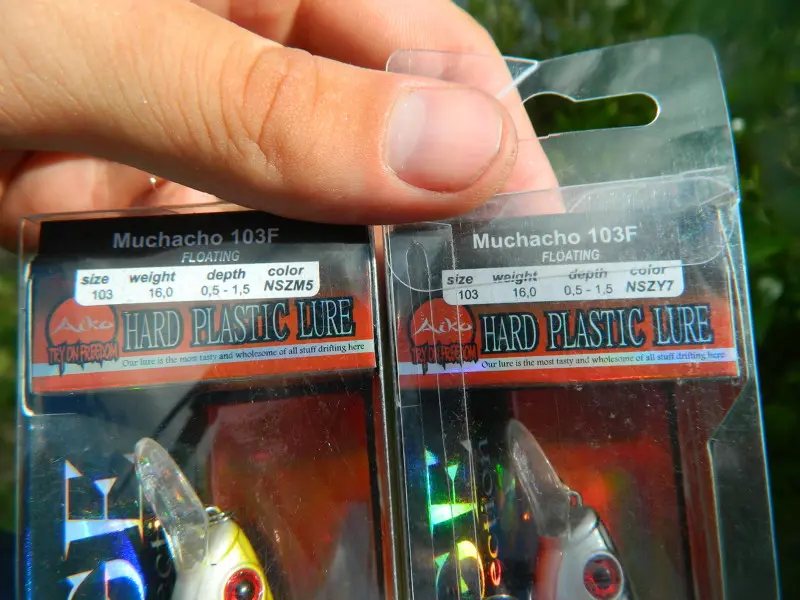 Muchacho 103F
FLOATING
size weight depth color
103 16,0 0,5 - 1,5 NSZM5
Aiko
TRY ON FREEDOM
HARD PLASTIC LURE
Our lure is the most tasty and wholesome of all stuff drifting here
Muchacho 103F
FLOATING
size weight depth color
103 16,0 0,5 - 1,5 NSZY7
Aiko
TRY ON FREEDOM
HARD PLASTIC LURE
Our lure is the most tasty and wholesome of all stuff drifting here